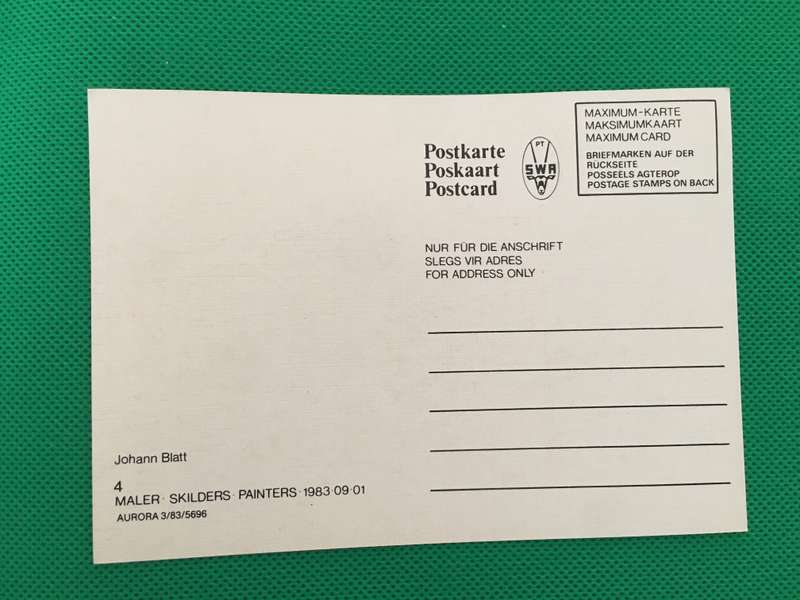 Postkarte
Poskaart
Postcard
PT
SWA
MAXIMUM-KARTE
MAKSIMUMKAART
MAXIMUM CARD
BRIEFMARKEN AUF DER
RÜCKSEITE
POSSEELS AGTEROP
POSTAGE STAMPS ON BACK
NUR FÜR DIE ANSCHRIFT
SLEGS VIR ADRES
FOR ADDRESS ONLY
Johann Blatt
4
MALER · SKILDERS · PAINTERS · 1983·09·01
AURORA 3/83/5696